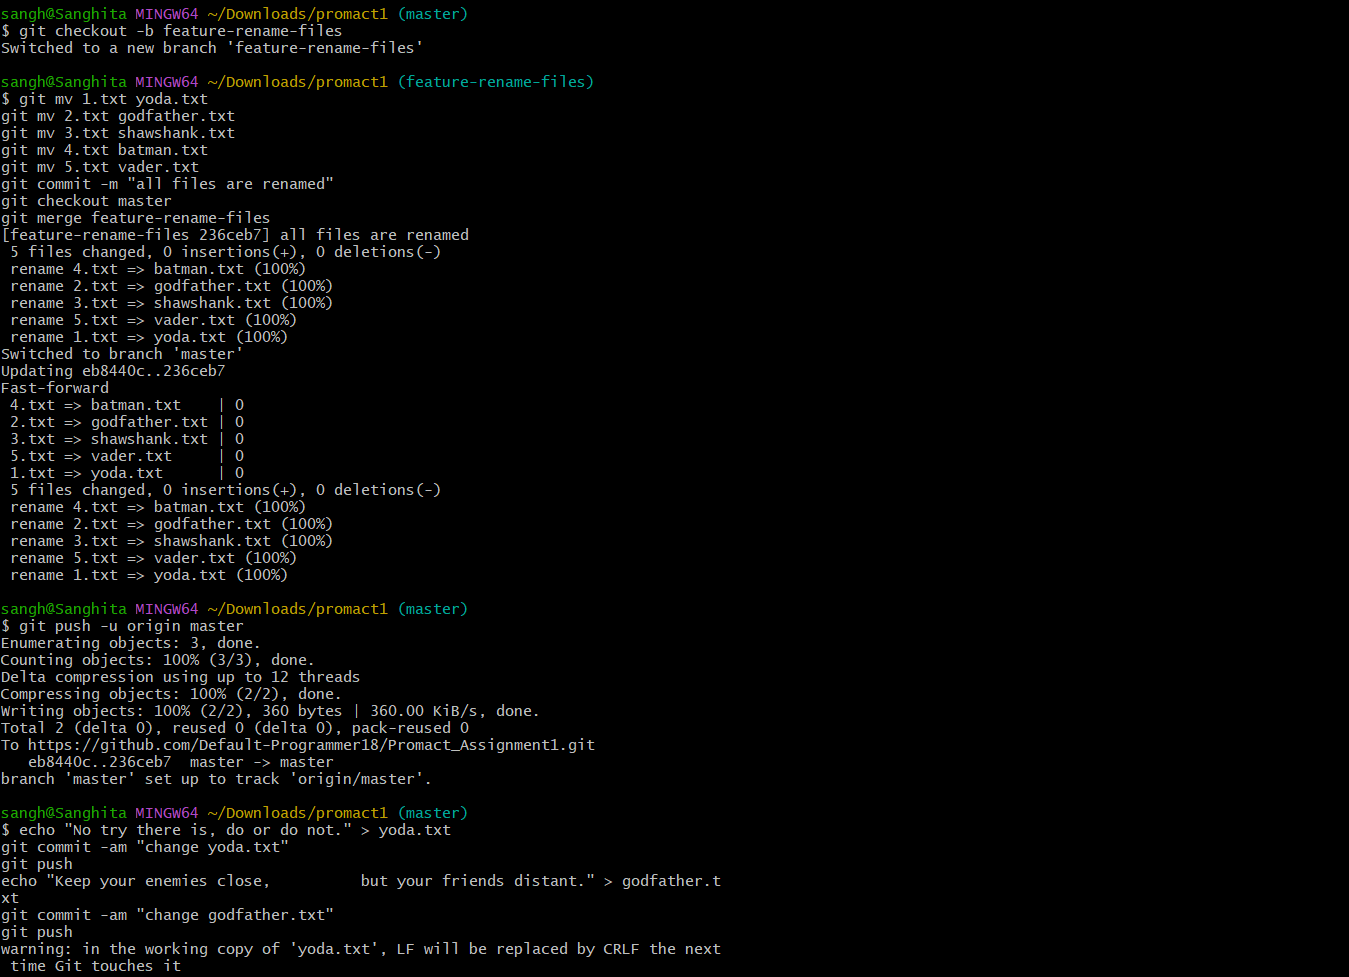 sangh@Sanghita MINGW64 ~/Downloads/promact1 (master)
$ git checkout -b feature-rename-files
Switched to a new branch 'feature-rename-files'

sangh@Sanghita MINGW64 ~/Downloads/promact1 (feature-rename-files)
$ git mv 1.txt yoda.txt
git mv 2.txt godfather.txt
git mv 3.txt shawshank.txt
git mv 4.txt batman.txt
git mv 5.txt vader.txt
git commit -m "all files are renamed"
git checkout master
git merge feature-rename-files
[feature-rename-files 236ceb7] all files are renamed
 5 files changed, 0 insertions(+), 0 deletions(-)
 rename 4.txt => batman.txt (100%)
 rename 2.txt => godfather.txt (100%)
 rename 3.txt => shawshank.txt (100%)
 rename 5.txt => vader.txt (100%)
 rename 1.txt => yoda.txt (100%)
Switched to branch 'master'
Updating eb8440c..236ceb7
Fast-forward
 4.txt => batman.txt    | 0
 2.txt => godfather.txt | 0
 3.txt => shawshank.txt | 0
 5.txt => vader.txt     | 0
 1.txt => yoda.txt      | 0
 5 files changed, 0 insertions(+), 0 deletions(-)
 rename 4.txt => batman.txt (100%)
 rename 2.txt => godfather.txt (100%)
 rename 3.txt => shawshank.txt (100%)
 rename 5.txt => vader.txt (100%)
 rename 1.txt => yoda.txt (100%)

sangh@Sanghita MINGW64 ~/Downloads/promact1 (master)
$ git push -u origin master
Enumerating objects: 3, done.
Counting objects: 100% (3/3), done.
Delta compression using up to 12 threads
Compressing objects: 100% (2/2), done.
Writing objects: 100% (2/2), 360 bytes | 360.00 KiB/s, done.
Total 2 (delta 0), reused 0 (delta 0), pack-reused 0
To https://github.com/Default-Programmer18/Promact_Assignment1.git
   eb8440c..236ceb7  master -> master
branch 'master' set up to track 'origin/master'.

sangh@Sanghita MINGW64 ~/Downloads/promact1 (master)
$ echo "No try there is, do or do not." > yoda.txt
git commit -am "change yoda.txt"
git push
echo "Keep your enemies close,          but your friends distant." > godfather.t
xt
git commit -am "change godfather.txt"
git push
warning: in the working copy of 'yoda.txt', LF will be replaced by CRLF the next
 time Git touches it